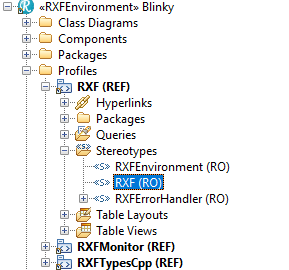 «RXFEnvironment» Blinky
Class Diagrams
Components
Packages
Profiles
RXF (REF)
Hyperlinks
Packages
Queries
Stereotypes
«S» RXFEnvironment (RO)
«S» RXF (RO)
«S» RXFErrorHandler (RO)
Table Layouts
Table Views
RXFMonitor (REF)
RXFTypesCpp (REF)